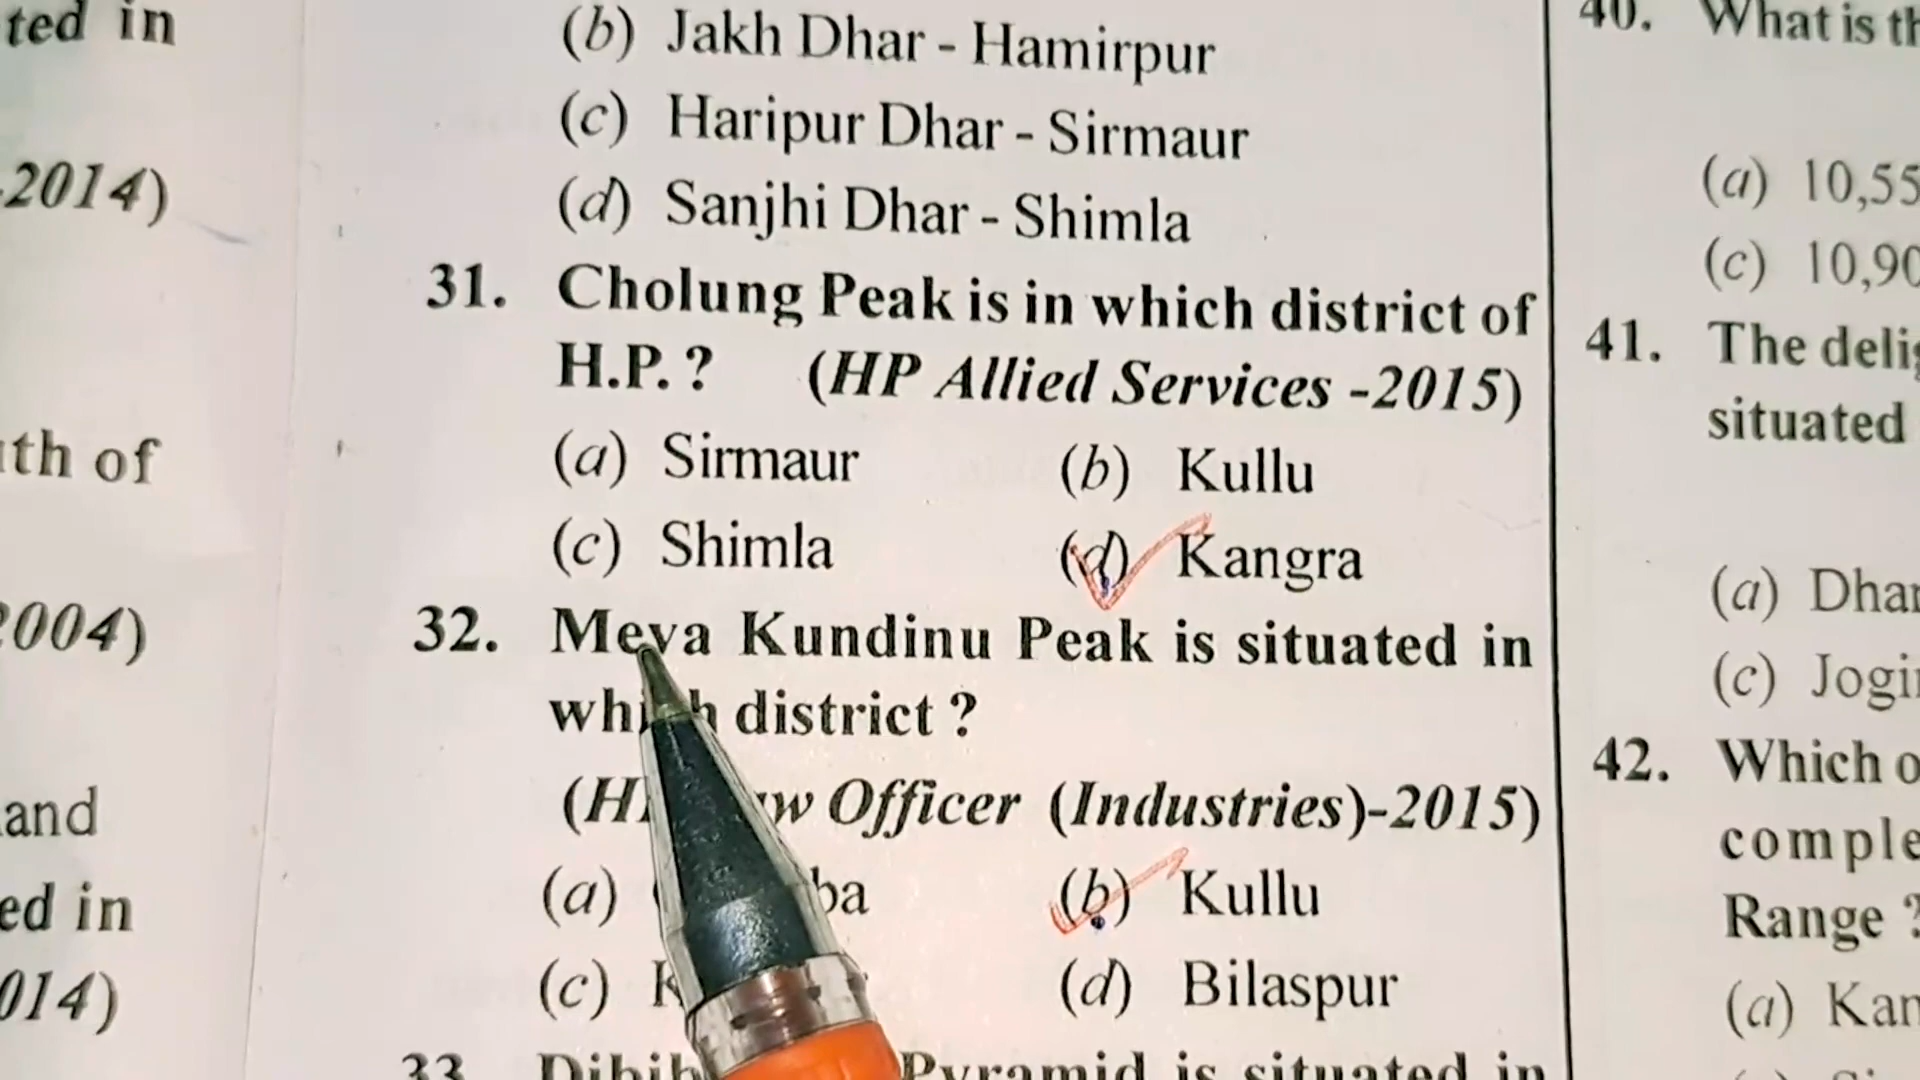 ted in
2014)
th of
2004)
and
ed in
014)
(b) Jakh Dhar - Hamirpur
(c) Haripur Dhar - Sirmaur
(d) Sanjhi Dhar - Shimla
31. Cholung Peak is in which district of
H.P. ? (HP Allied Services -2015)
(a) Sirmaur (b) Kullu
(c) Shimla (d) Kangra
32. Meva Kundinu Peak is situated in
which district ?
Officer (Industries)-2015)
(a) (b) Kullu
(c) (d) Bilaspur
33 Pyramid is situated in
40. What is th
(a) 10,55
(c) 10,90
41. The deli
situated
(a) Dhar
(c) Jogi
42. Which o
comple
Range ?
(a) Kan